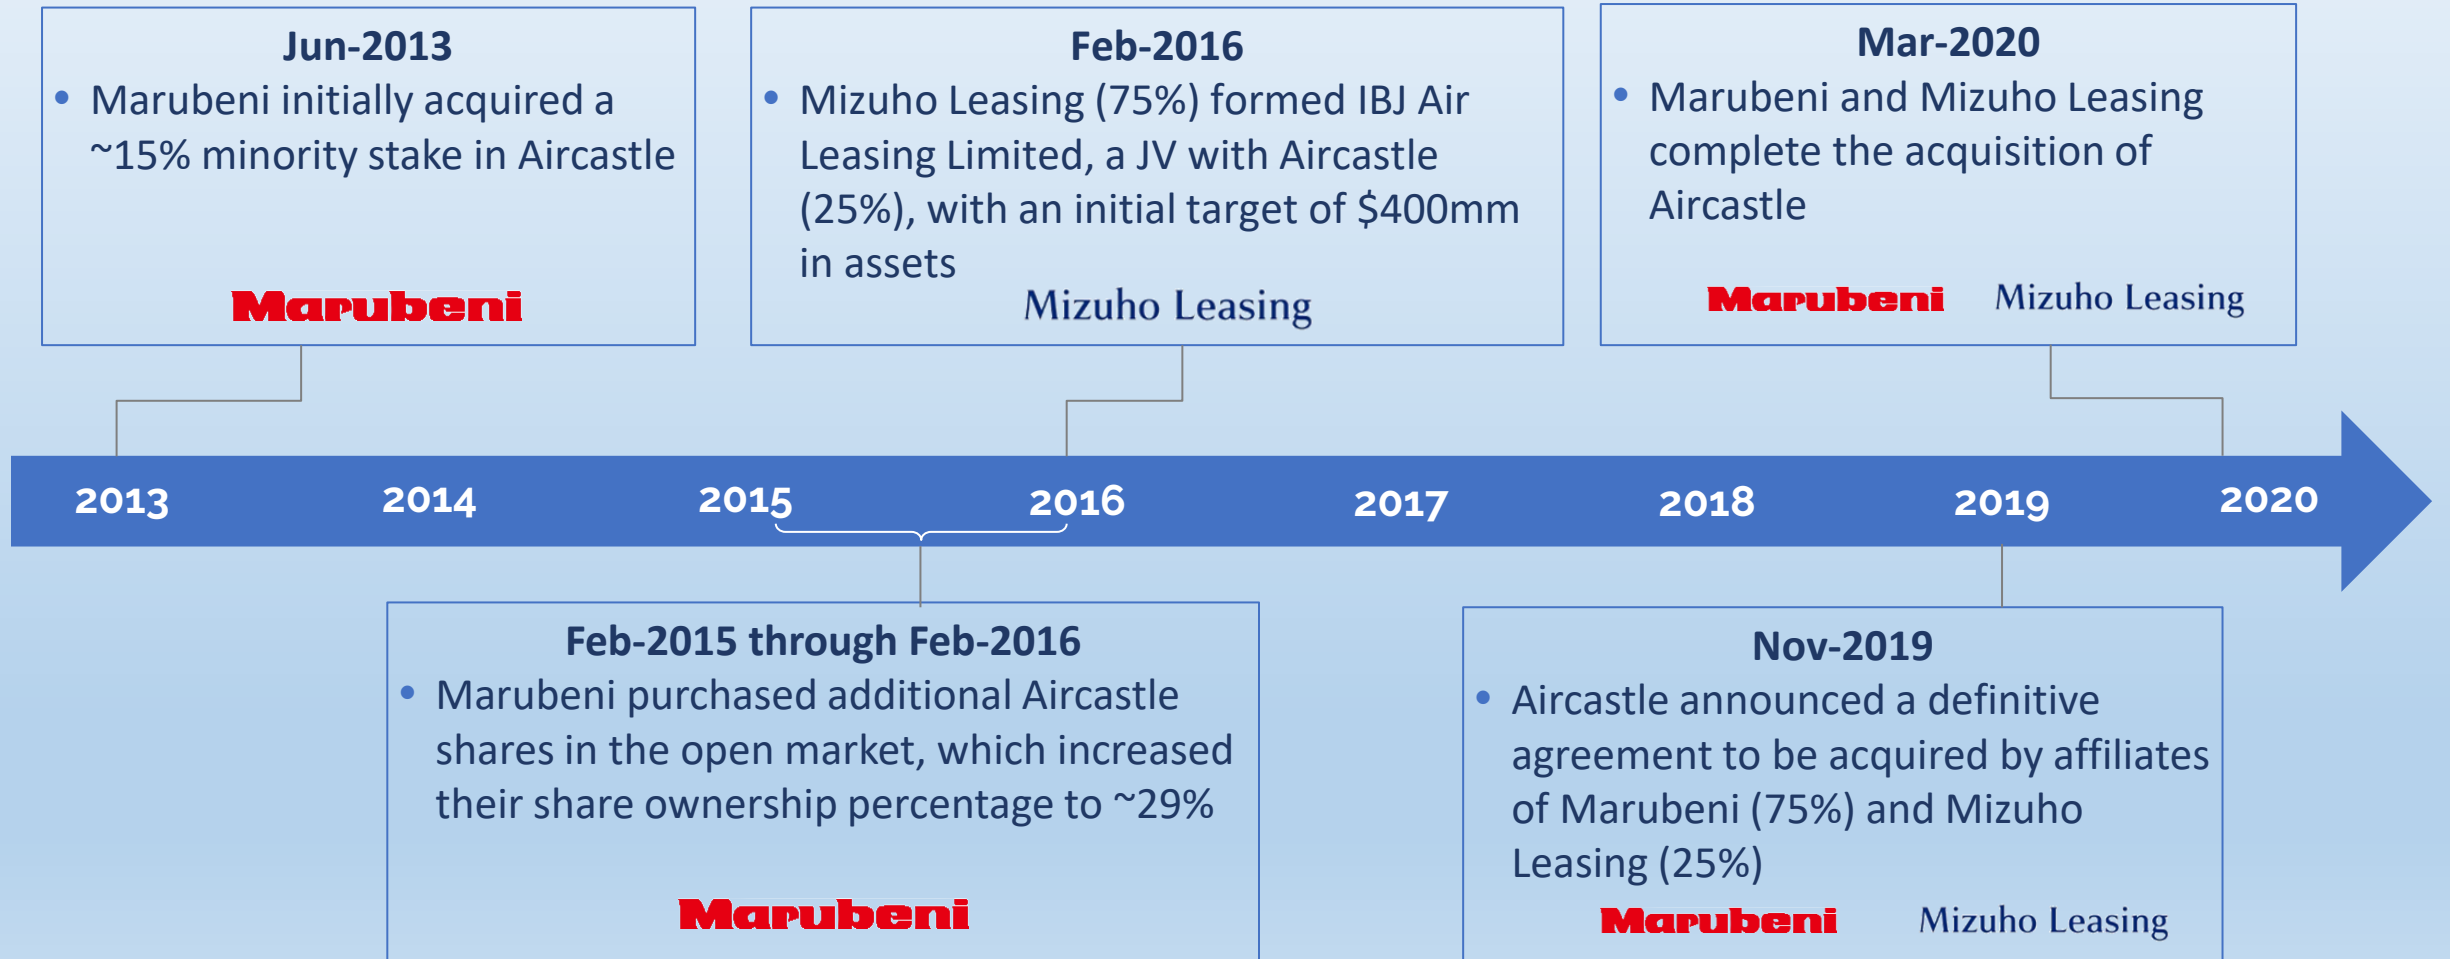 Jun-2013
• Marubeni initially acquired a
~15% minority stake in Aircastle
Marubeni
Feb-2016
• Mizuho Leasing (75%) formed IBJ Air
Leasing Limited, a JV with Aircastle
(25%), with an initial target of $400mm
in assets
Mizuho Leasing
Mar-2020
• Marubeni and Mizuho Leasing
complete the acquisition of
Aircastle
Marubeni Mizuho Leasing
2013 2014 2015 2016 2017 2018 2019 2020
Feb-2015 through Feb-2016
• Marubeni purchased additional Aircastle
shares in the open market, which increased
their share ownership percentage to ~29%
Marubeni
Nov-2019
• Aircastle announced a definitive
agreement to be acquired by affiliates
of Marubeni (75%) and Mizuho
Leasing (25%)
Marubeni Mizuho Leasing